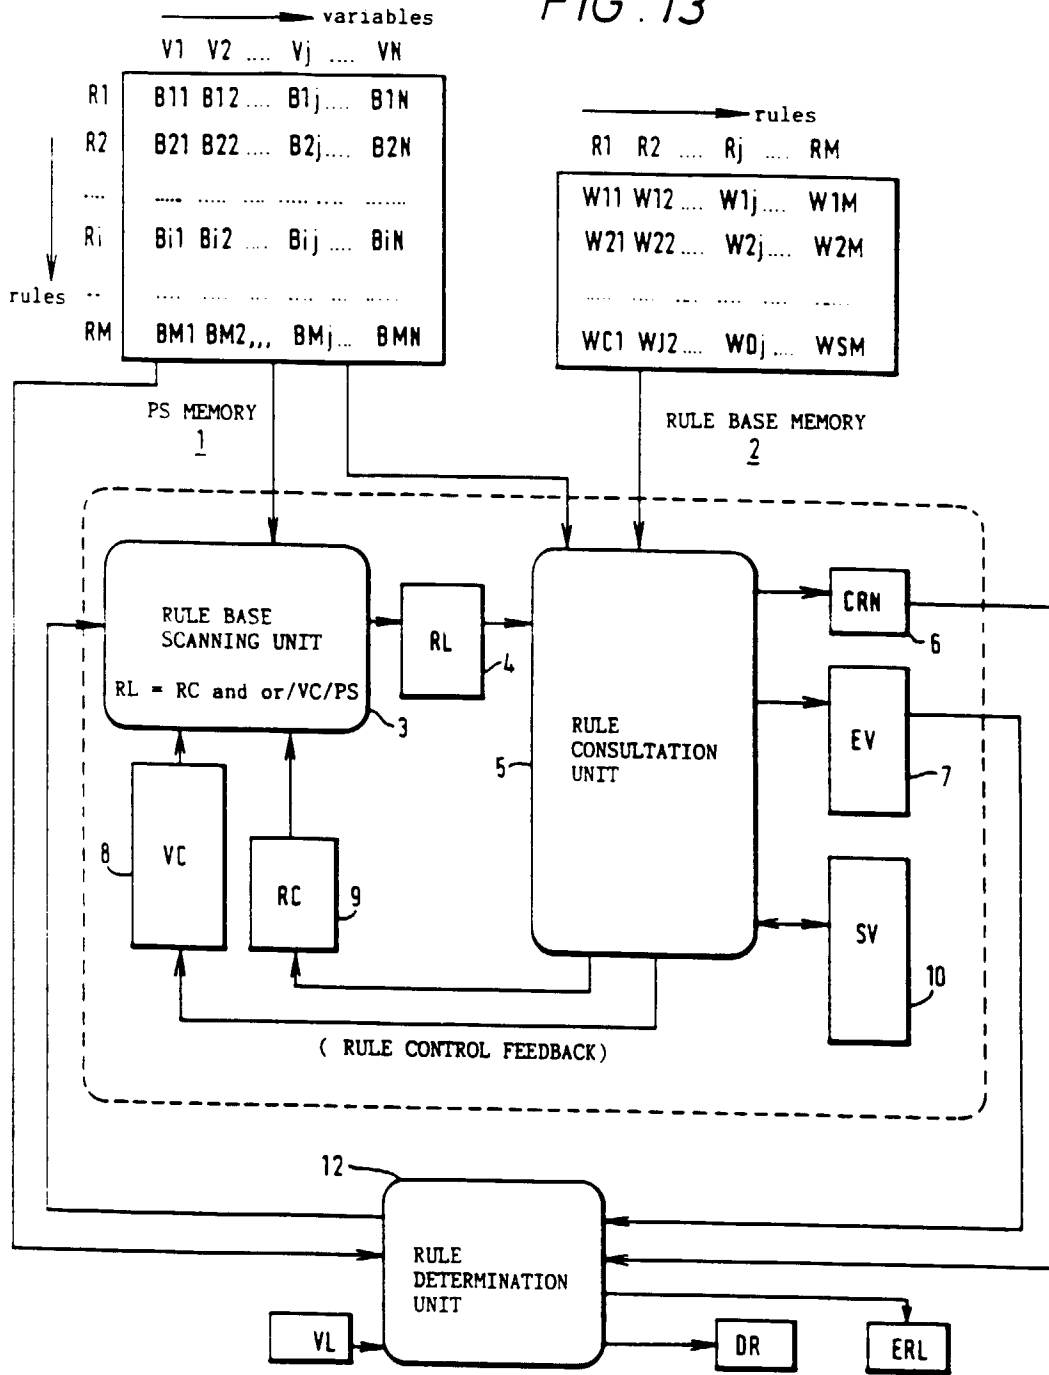 FIG. 13
variables
V1 V2 .... Vj .... VN
R1 B11 B12 .... B1j .... B1N
R2 B21 B22 .... B2j .... B2N
.... ..... ..... .... ..... .... .......
Ri Bi1 Bi2 .... Bij .... BiN
rules .. .... .... ... .... ... ......
RM BM1 BM2,,, BMj... BMN
rules
R1 R2 .... Rj .... RM
W11 W12 .... W1j .... W1M
W21 W22 .... W2j .... W2M
..... ..... .... .... .... ......
WC1 WJ2 .... WDj .... WSM
PS MEMORY
1
RULE BASE MEMORY
2
RULE BASE
SCANNING UNIT
RL = RC and or/VC/PS
3
RL
4
RULE
CONSULTATION
UNIT
5
CRN
6
EV
7
VC
8
RC
9
SV
10
( RULE CONTROL FEEDBACK)
12
RULE
DETERMINATION
UNIT
VL
DR
ERL